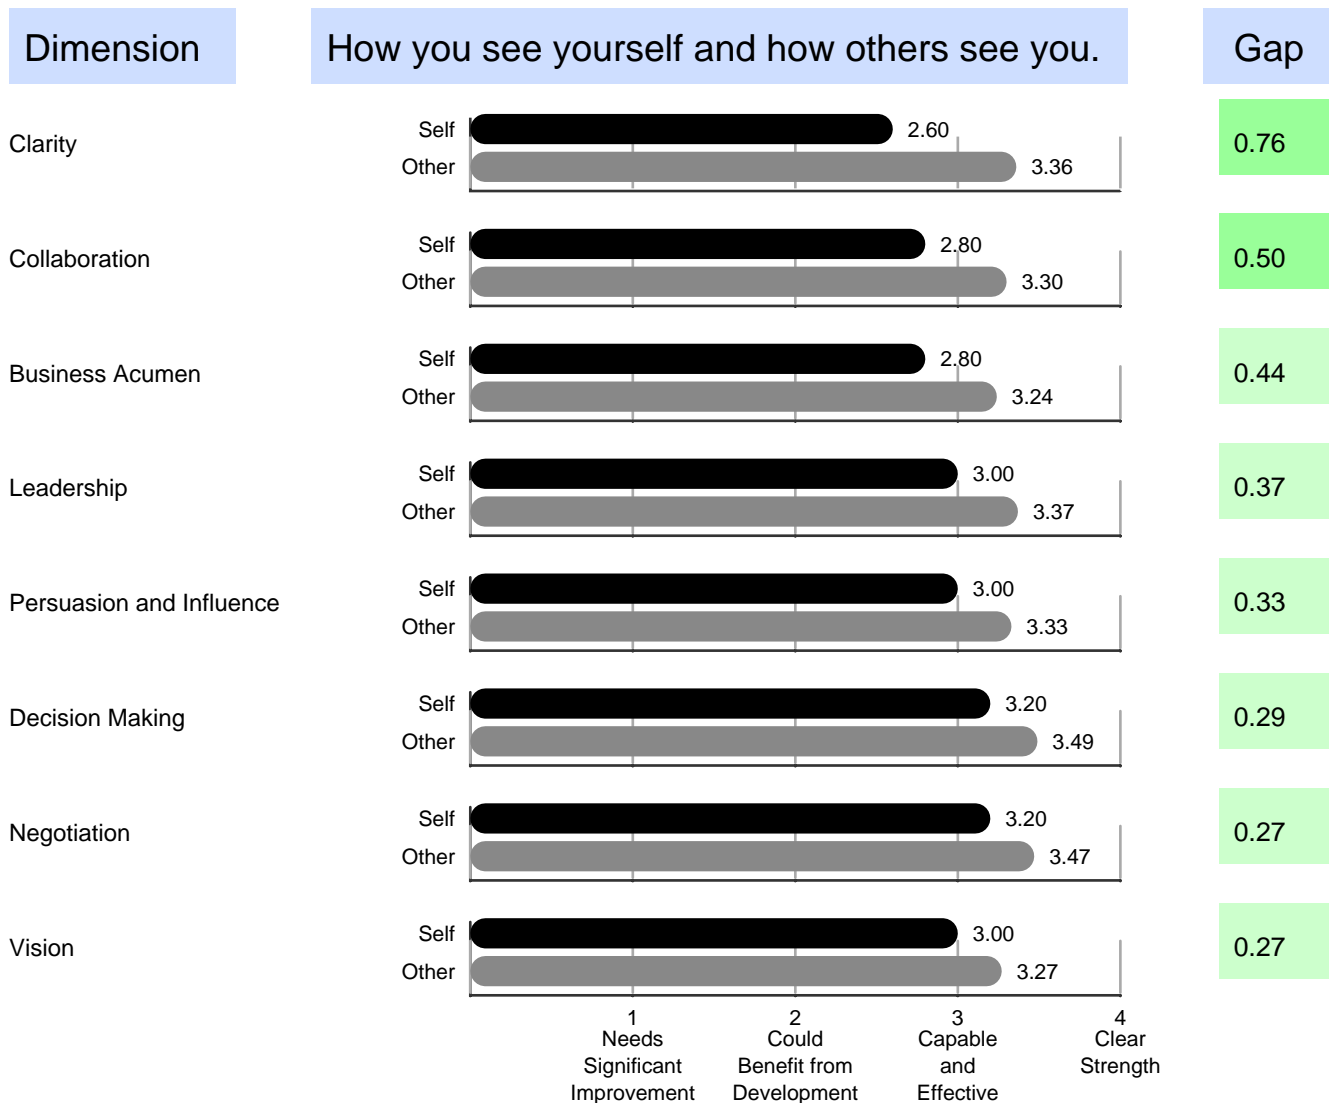 Dimension How you see yourself and how others see you. Gap
Clarity
Self 2.60
Other 3.36
0.76
Collaboration
Self 2.80
Other 3.30
0.50
Business Acumen
Self 2.80
Other 3.24
0.44
Leadership
Self 3.00
Other 3.37
0.37
Persuasion and Influence
Self 3.00
Other 3.33
0.33
Decision Making
Self 3.20
Other 3.49
0.29
Negotiation
Self 3.20
Other 3.47
0.27
Vision
Self 3.00
Other 3.27
0.27
1 2 3 4
Needs Could Capable Clear
Significant Benefit from and Strength
Improvement Development Effective